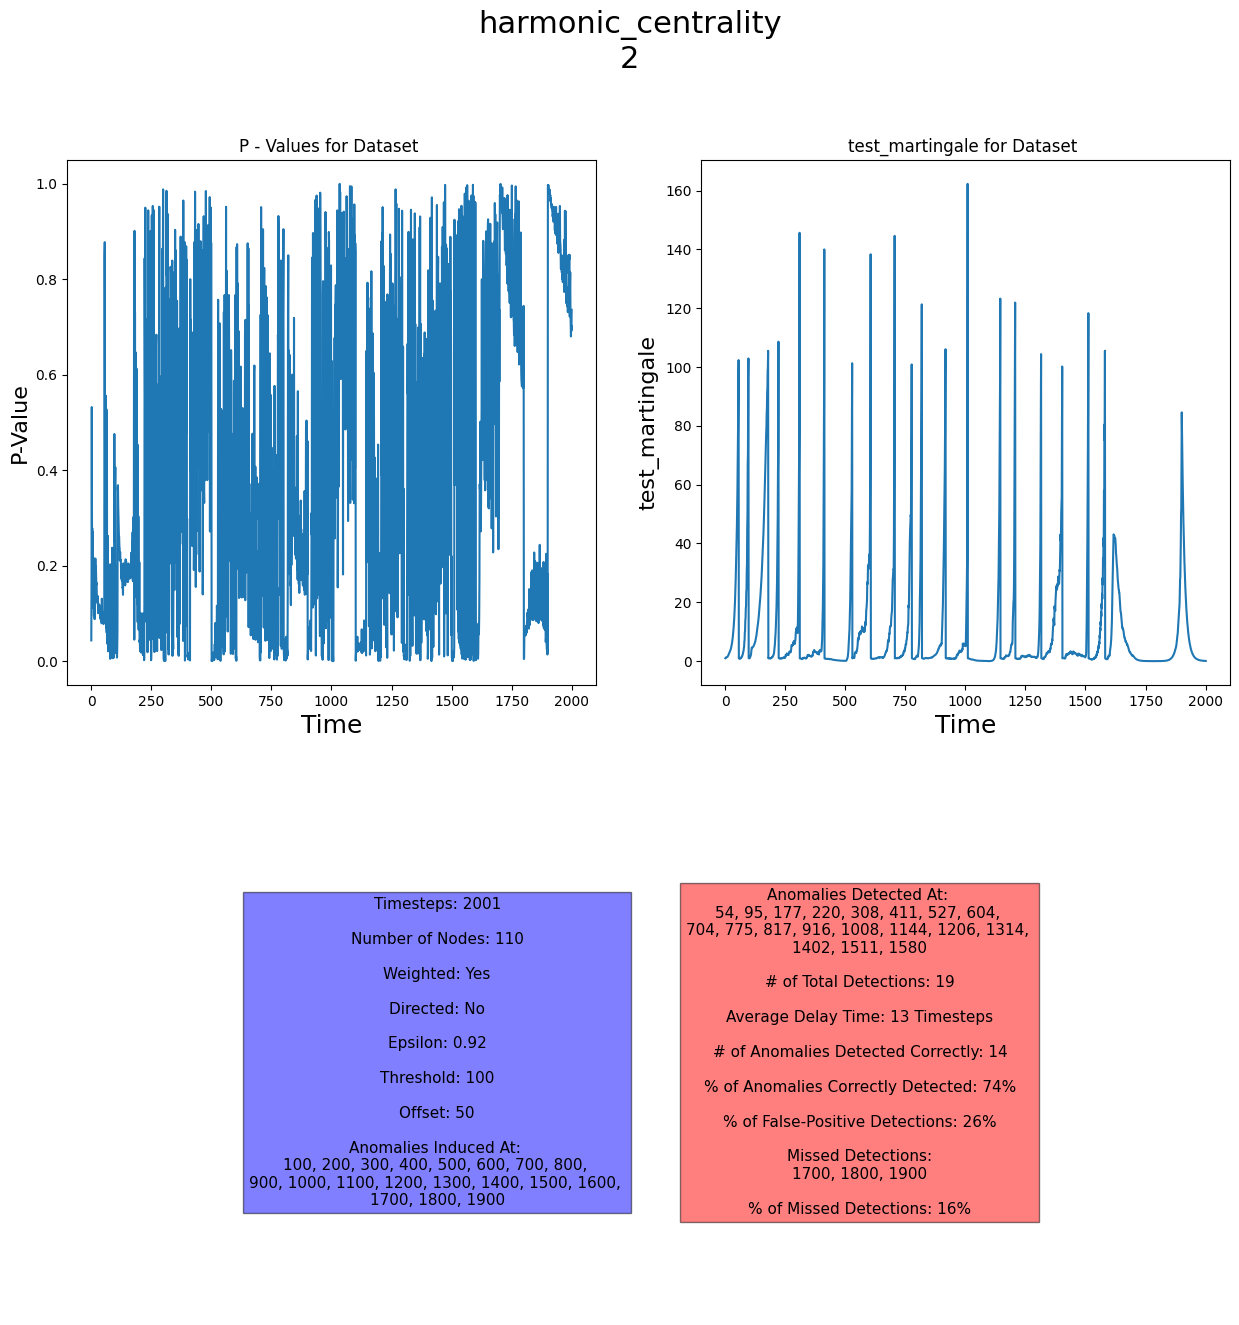 harmonic_centrality
2
P - Values for Dataset
P-Value
1.0
0.8
0.6
0.4
0.2
0.0
0 250 500 750 1000 1250 1500 1750 2000
Time
test_martingale for Dataset
test_martingale
160
140
120
100
80
60
40
20
0
0 250 500 750 1000 1250 1500 1750 2000
Time
Timesteps: 2001
Number of Nodes: 110
Weighted: Yes
Directed: No
Epsilon: 0.92
Threshold: 100
Offset: 50
Anomalies Induced At:
100, 200, 300, 400, 500, 600, 700, 800,
900, 1000, 1100, 1200, 1300, 1400, 1500, 1600,
1700, 1800, 1900
Anomalies Detected At:
54, 95, 177, 220, 308, 411, 527, 604,
704, 775, 817, 916, 1008, 1144, 1206, 1314,
1402, 1511, 1580
# of Total Detections: 19
Average Delay Time: 13 Timesteps
# of Anomalies Detected Correctly: 14
% of Anomalies Correctly Detected: 74%
% of False-Positive Detections: 26%
Missed Detections:
1700, 1800, 1900
% of Missed Detections: 16%